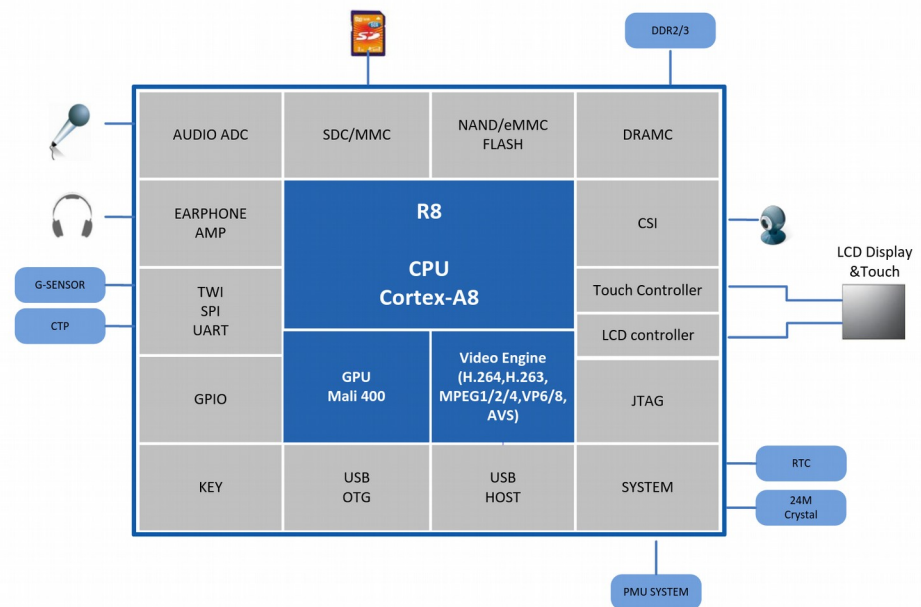 SD
DDR2/3
AUDIO ADC
SDC/MMC
NAND/eMMC
FLASH
DRAMC
EARPHONE
AMP
R8
CPU
Cortex-A8
CSI
LCD Display
&Touch
G-SENSOR
CTP
TWI
SPI
UART
Touch Controller
LCD controller
GPIO
GPU
Mali 400
Video Engine
(H.264,H.263,
MPEG1/2/4,VP6/8,
AVS)
JTAG
KEY
USB
OTG
USB
HOST
SYSTEM
RTC
24M
Crystal
PMU SYSTEM